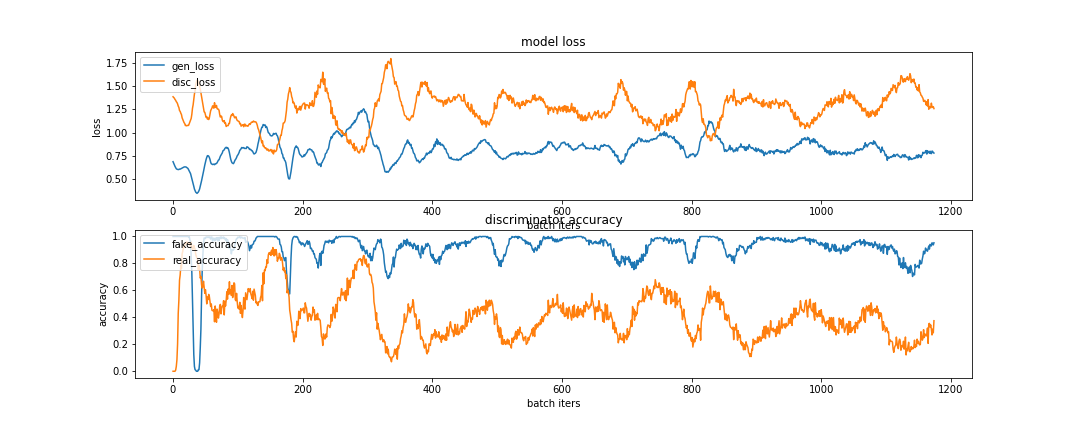 model loss
1.75
1.50
1.25
1.00
0.75
0.50
loss
gen_loss
disc_loss
0 200 400 600 800 1000 1200
batch iters
discriminator accuracy
1.0
0.8
0.6
0.4
0.2
0.0
accuracy
fake_accuracy
real_accuracy
0 200 400 600 800 1000 1200
batch iters